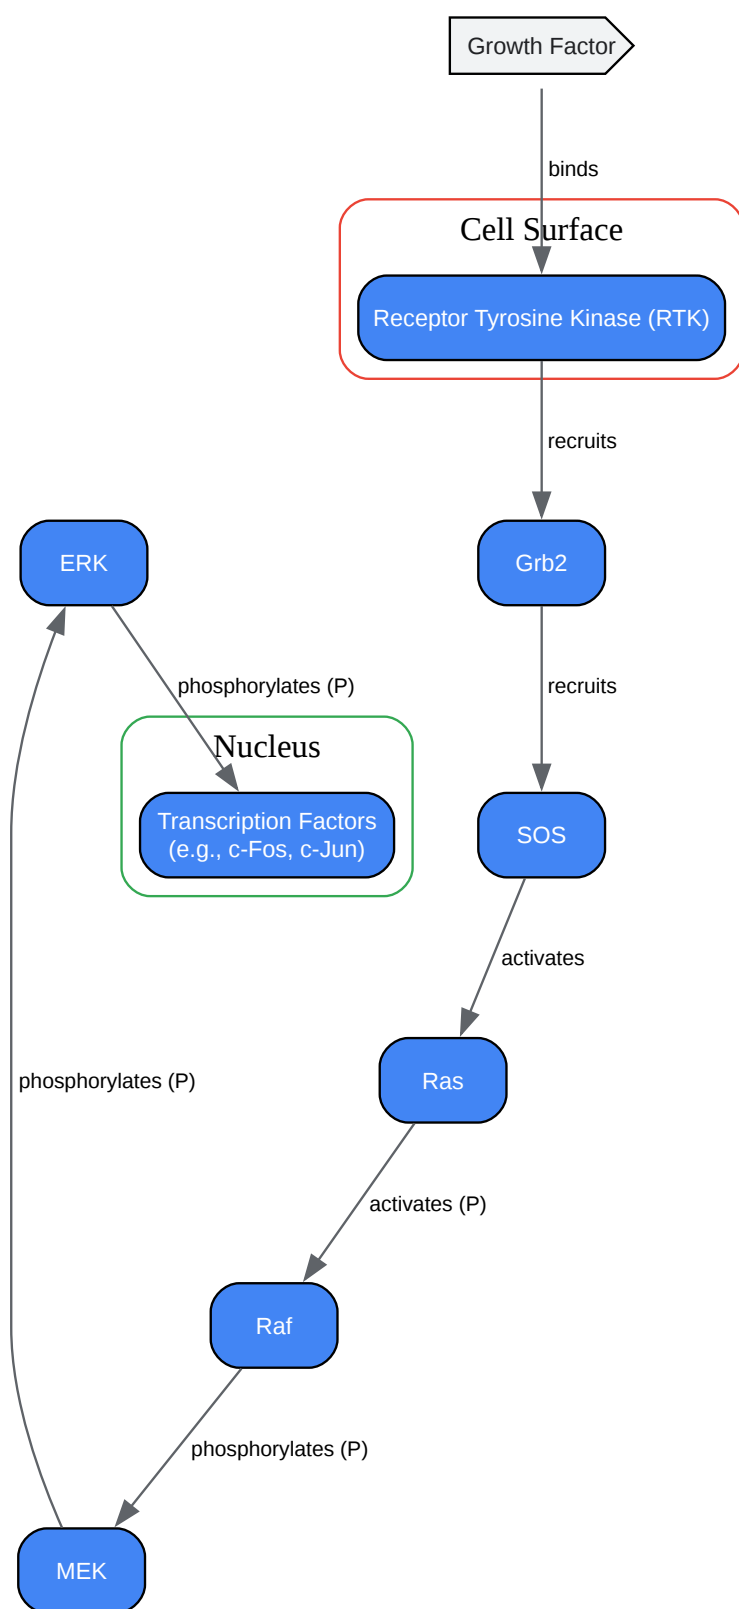 Growth Factor
binds
Cell Surface
Receptor Tyrosine Kinase (RTK)
recruits
ERK
Grb2
phosphorylates (P)
recruits
Nucleus
Transcription Factors
(e.g., c-Fos, c-Jun)
SOS
activates
phosphorylates (P)
Ras
activates (P)
Raf
phosphorylates (P)
MEK